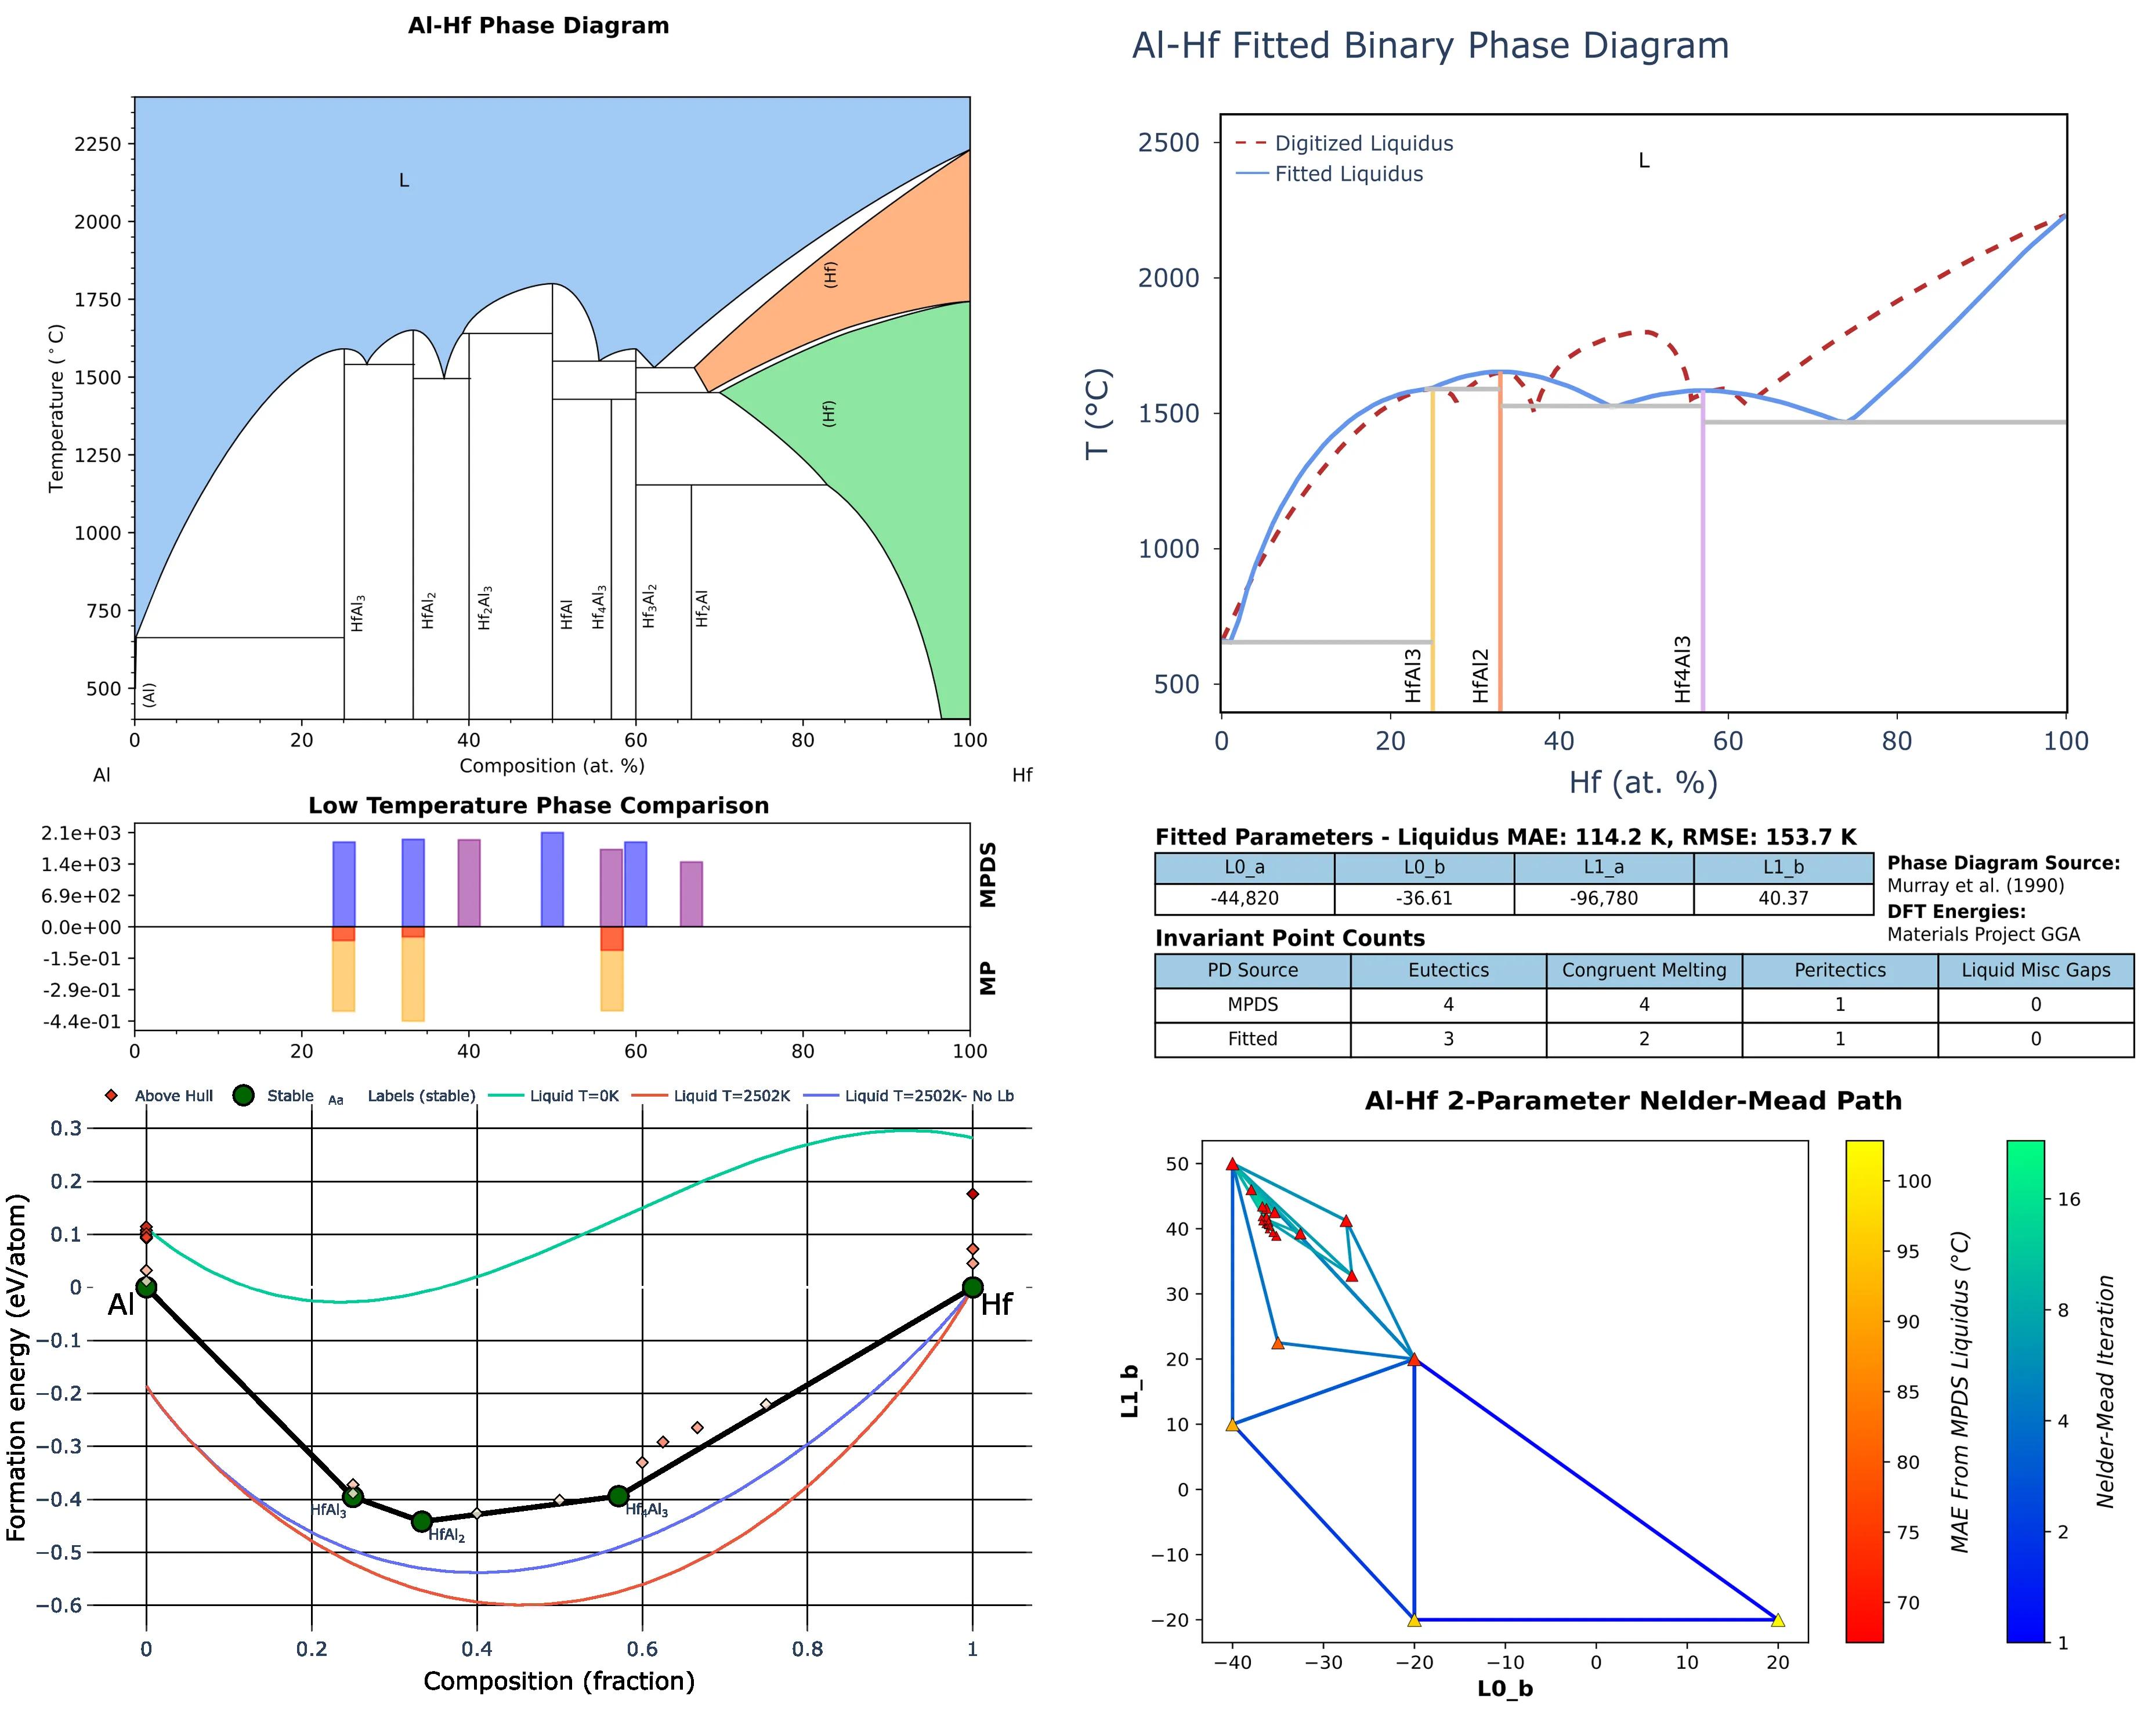 Al-Hf Phase Diagram
2250
2000
1750
1500
1250
1000
750
500
Temperature (°C)
L
(Hf)
(Hf)
(Al)
HfAl₃
HfAl₂
Hf₂Al₃
HfAl
Hf₄Al₃
Hf₃Al₂
Hf₂Al
0 20 40 60 80 100
Composition (at. %)
Al Hf
Low Temperature Phase Comparison
2.1e+03
1.4e+03
6.9e+02
0.0e+00
-1.5e-01
-2.9e-01
-4.4e-01
MPDS
MP
0 20 40 60 80 100
Above Hull Stable Aa Labels (stable) Liquid T=0K Liquid T=2502K Liquid T=2502K- No Lb
0.3
0.2
0.1
0
−0.1
−0.2
−0.3
−0.4
−0.5
−0.6
Formation energy (eV/atom)
Al
Hf
HfAl₃
HfAl₂
Hf₄Al₃
0 0.2 0.4 0.6 0.8 1
Composition (fraction)
Al-Hf Fitted Binary Phase Diagram
2500
2000
1500
1000
500
T (°C)
Digitized Liquidus
Fitted Liquidus
L
HfAl3
HfAl2
Hf4Al3
0 20 40 60 80 100
Hf (at. %)
Fitted Parameters - Liquidus MAE: 114.2 K, RMSE: 153.7 K
L0_a L0_b L1_a L1_b
-44,820 -36.61 -96,780 40.37
Phase Diagram Source:
Murray et al. (1990)
DFT Energies:
Materials Project GGA
Invariant Point Counts
PD Source Eutectics Congruent Melting Peritectics Liquid Misc Gaps
MPDS 4 4 1 0
Fitted 3 2 1 0
Al-Hf 2-Parameter Nelder-Mead Path
50
40
30
20
10
0
−10
−20
L1_b
−40 −30 −20 −10 0 10 20
L0_b
100
95
90
85
80
75
70
MAE From MPDS Liquidus (°C)
16
8
4
2
1
Nelder-Mead Iteration